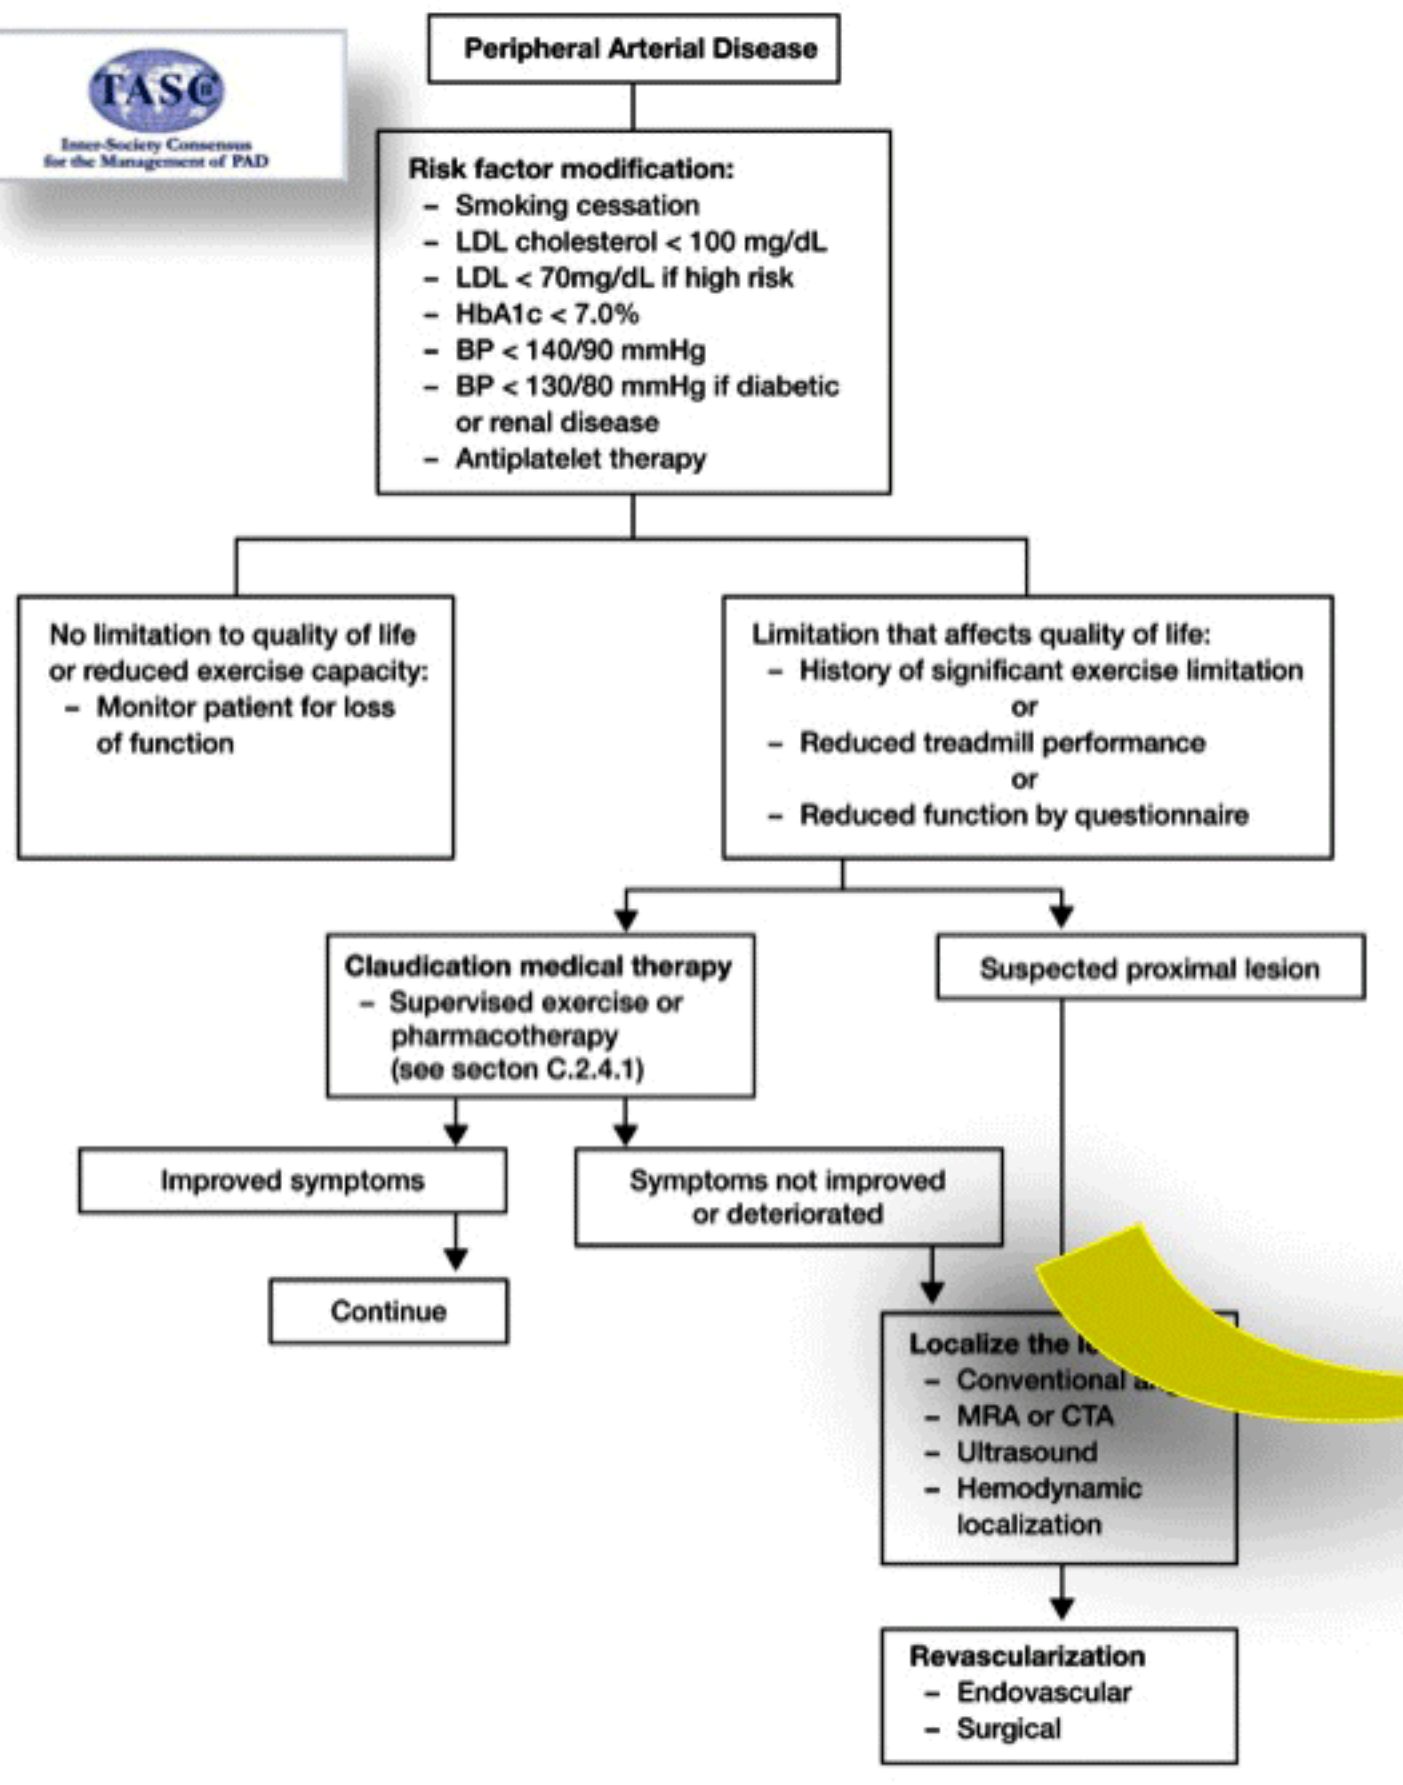 TASC II
Inter-Society Consensus
for the Management of PAD
Peripheral Arterial Disease
Risk factor modification:
– Smoking cessation
– LDL cholesterol < 100 mg/dL
– LDL < 70mg/dL if high risk
– HbA1c < 7.0%
– BP < 140/90 mmHg
– BP < 130/80 mmHg if diabetic
or renal disease
– Antiplatelet therapy
No limitation to quality of life
or reduced exercise capacity:
– Monitor patient for loss
of function
Limitation that affects quality of life:
– History of significant exercise limitation
or
– Reduced treadmill performance
or
– Reduced function by questionnaire
Claudication medical therapy
– Supervised exercise or
pharmacotherapy
(see secton C.2.4.1)
Suspected proximal lesion
Improved symptoms
Symptoms not improved
or deteriorated
Continue
Localize the
– Conventional
– MRA or CTA
– Ultrasound
– Hemodynamic
localization
Revascularization
– Endovascular
– Surgical